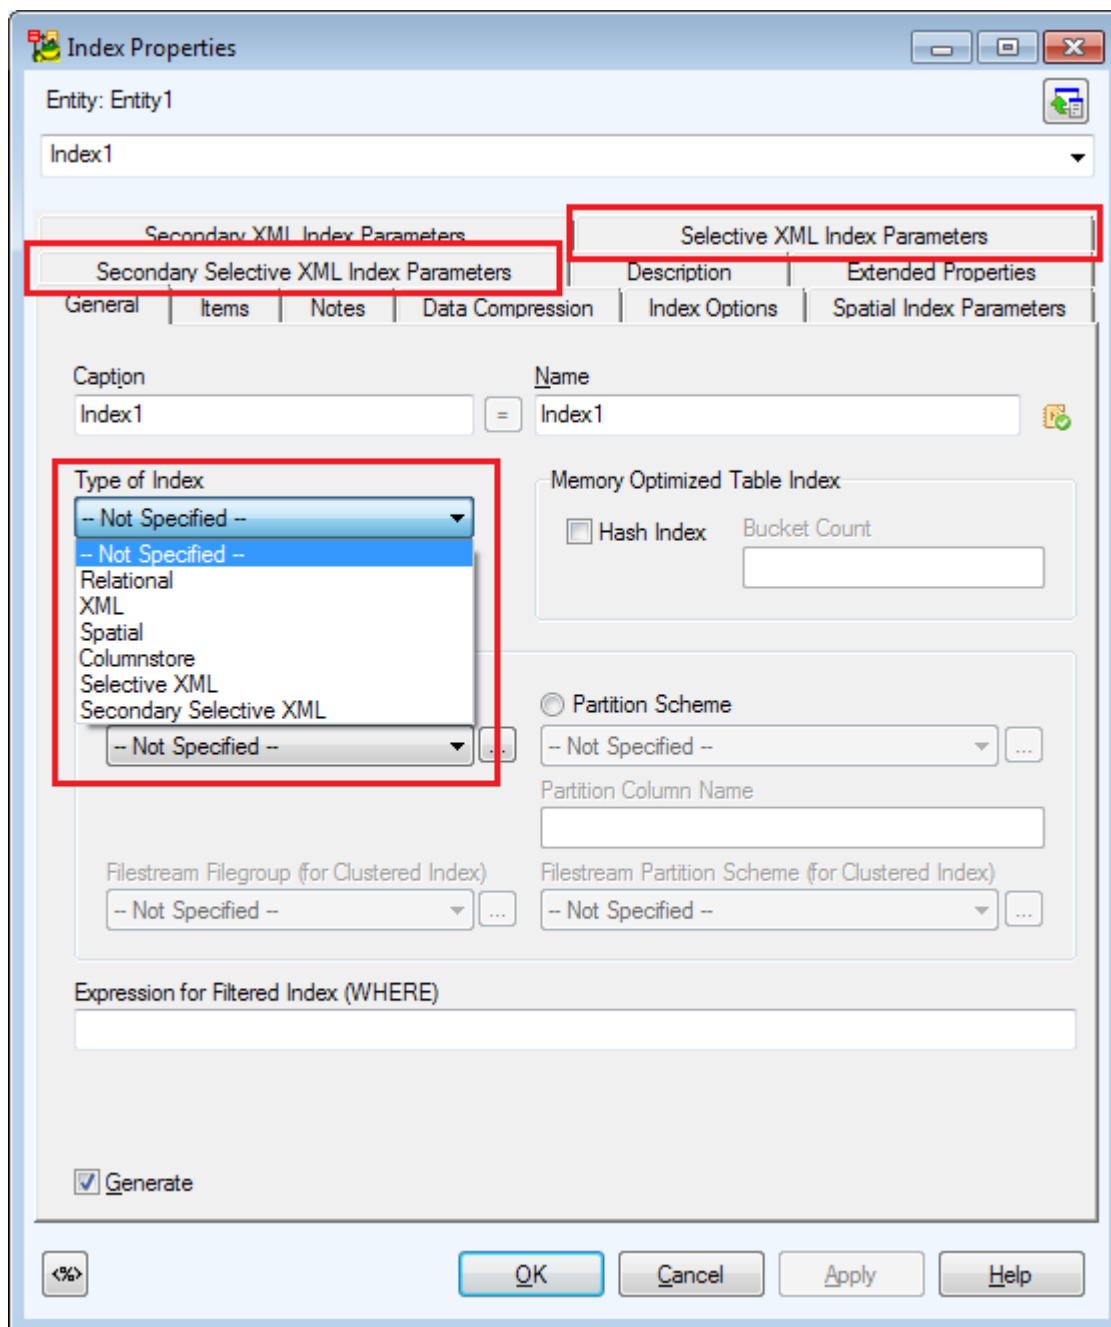 Index Properties
Entity: Entity1
Index1
Secondary XML Index Parameters Selective XML Index Parameters
Secondary Selective XML Index Parameters Description Extended Properties
General Items Notes Data Compression Index Options Spatial Index Parameters
Caption Name
Index1 = Index1
Type of Index Memory Optimized Table Index
-- Not Specified --
Hash Index Bucket Count
-- Not Specified --
Relational
XML
Spatial
Columnstore
Selective XML
Secondary Selective XML
Partition Scheme
-- Not Specified -- ... -- Not Specified -- ...
Partition Column Name
Filestream Filegroup (for Clustered Index) Filestream Partition Scheme (for Clustered Index)
-- Not Specified -- ... -- Not Specified -- ...
Expression for Filtered Index (WHERE)
Generate
<%> OK Cancel Apply Help